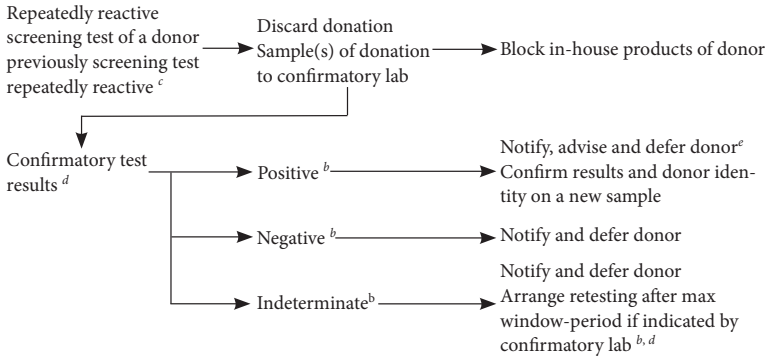 Repeatedly reactive
screening test of a donor
previously screening test
repeatedly reactive c
Discard donation
Sample(s) of donation
to confirmatory lab
Block in-house products of donor
Confirmatory test
results d
Positive b
Notify, advise and defer donore
Confirm results and donor iden-
tity on a new sample
Negative b
Notify and defer donor
Indeterminateb
Notify and defer donor
Arrange retesting after max
window-period if indicated by
confirmatory lab b, d